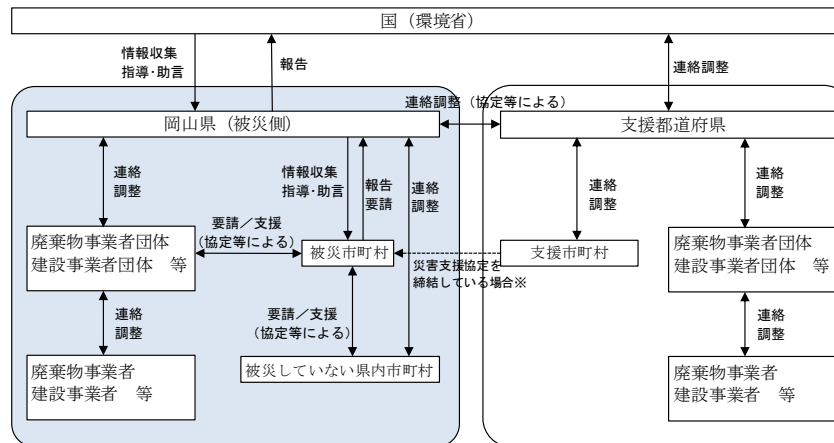 国（環境省）
情報収集
指導・助言
報告
連絡調整
連絡調整（協定等による）
岡山県（被災側）
支援都道府県
連絡
調整
情報収集
指導・助言
報告
要請
連絡
調整
連絡
調整
連絡
調整
廃棄物事業者団体
建設事業者団体　等
要請／支援
（協定等による）
被災市町村
災害支援協定を
締結している場合※
支援市町村
廃棄物事業者団体
建設事業者団体　等
連絡
調整
要請／支援
（協定等による）
連絡
調整
廃棄物事業者
建設事業者　等
被災していない県内市町村
廃棄物事業者
建設事業者　等